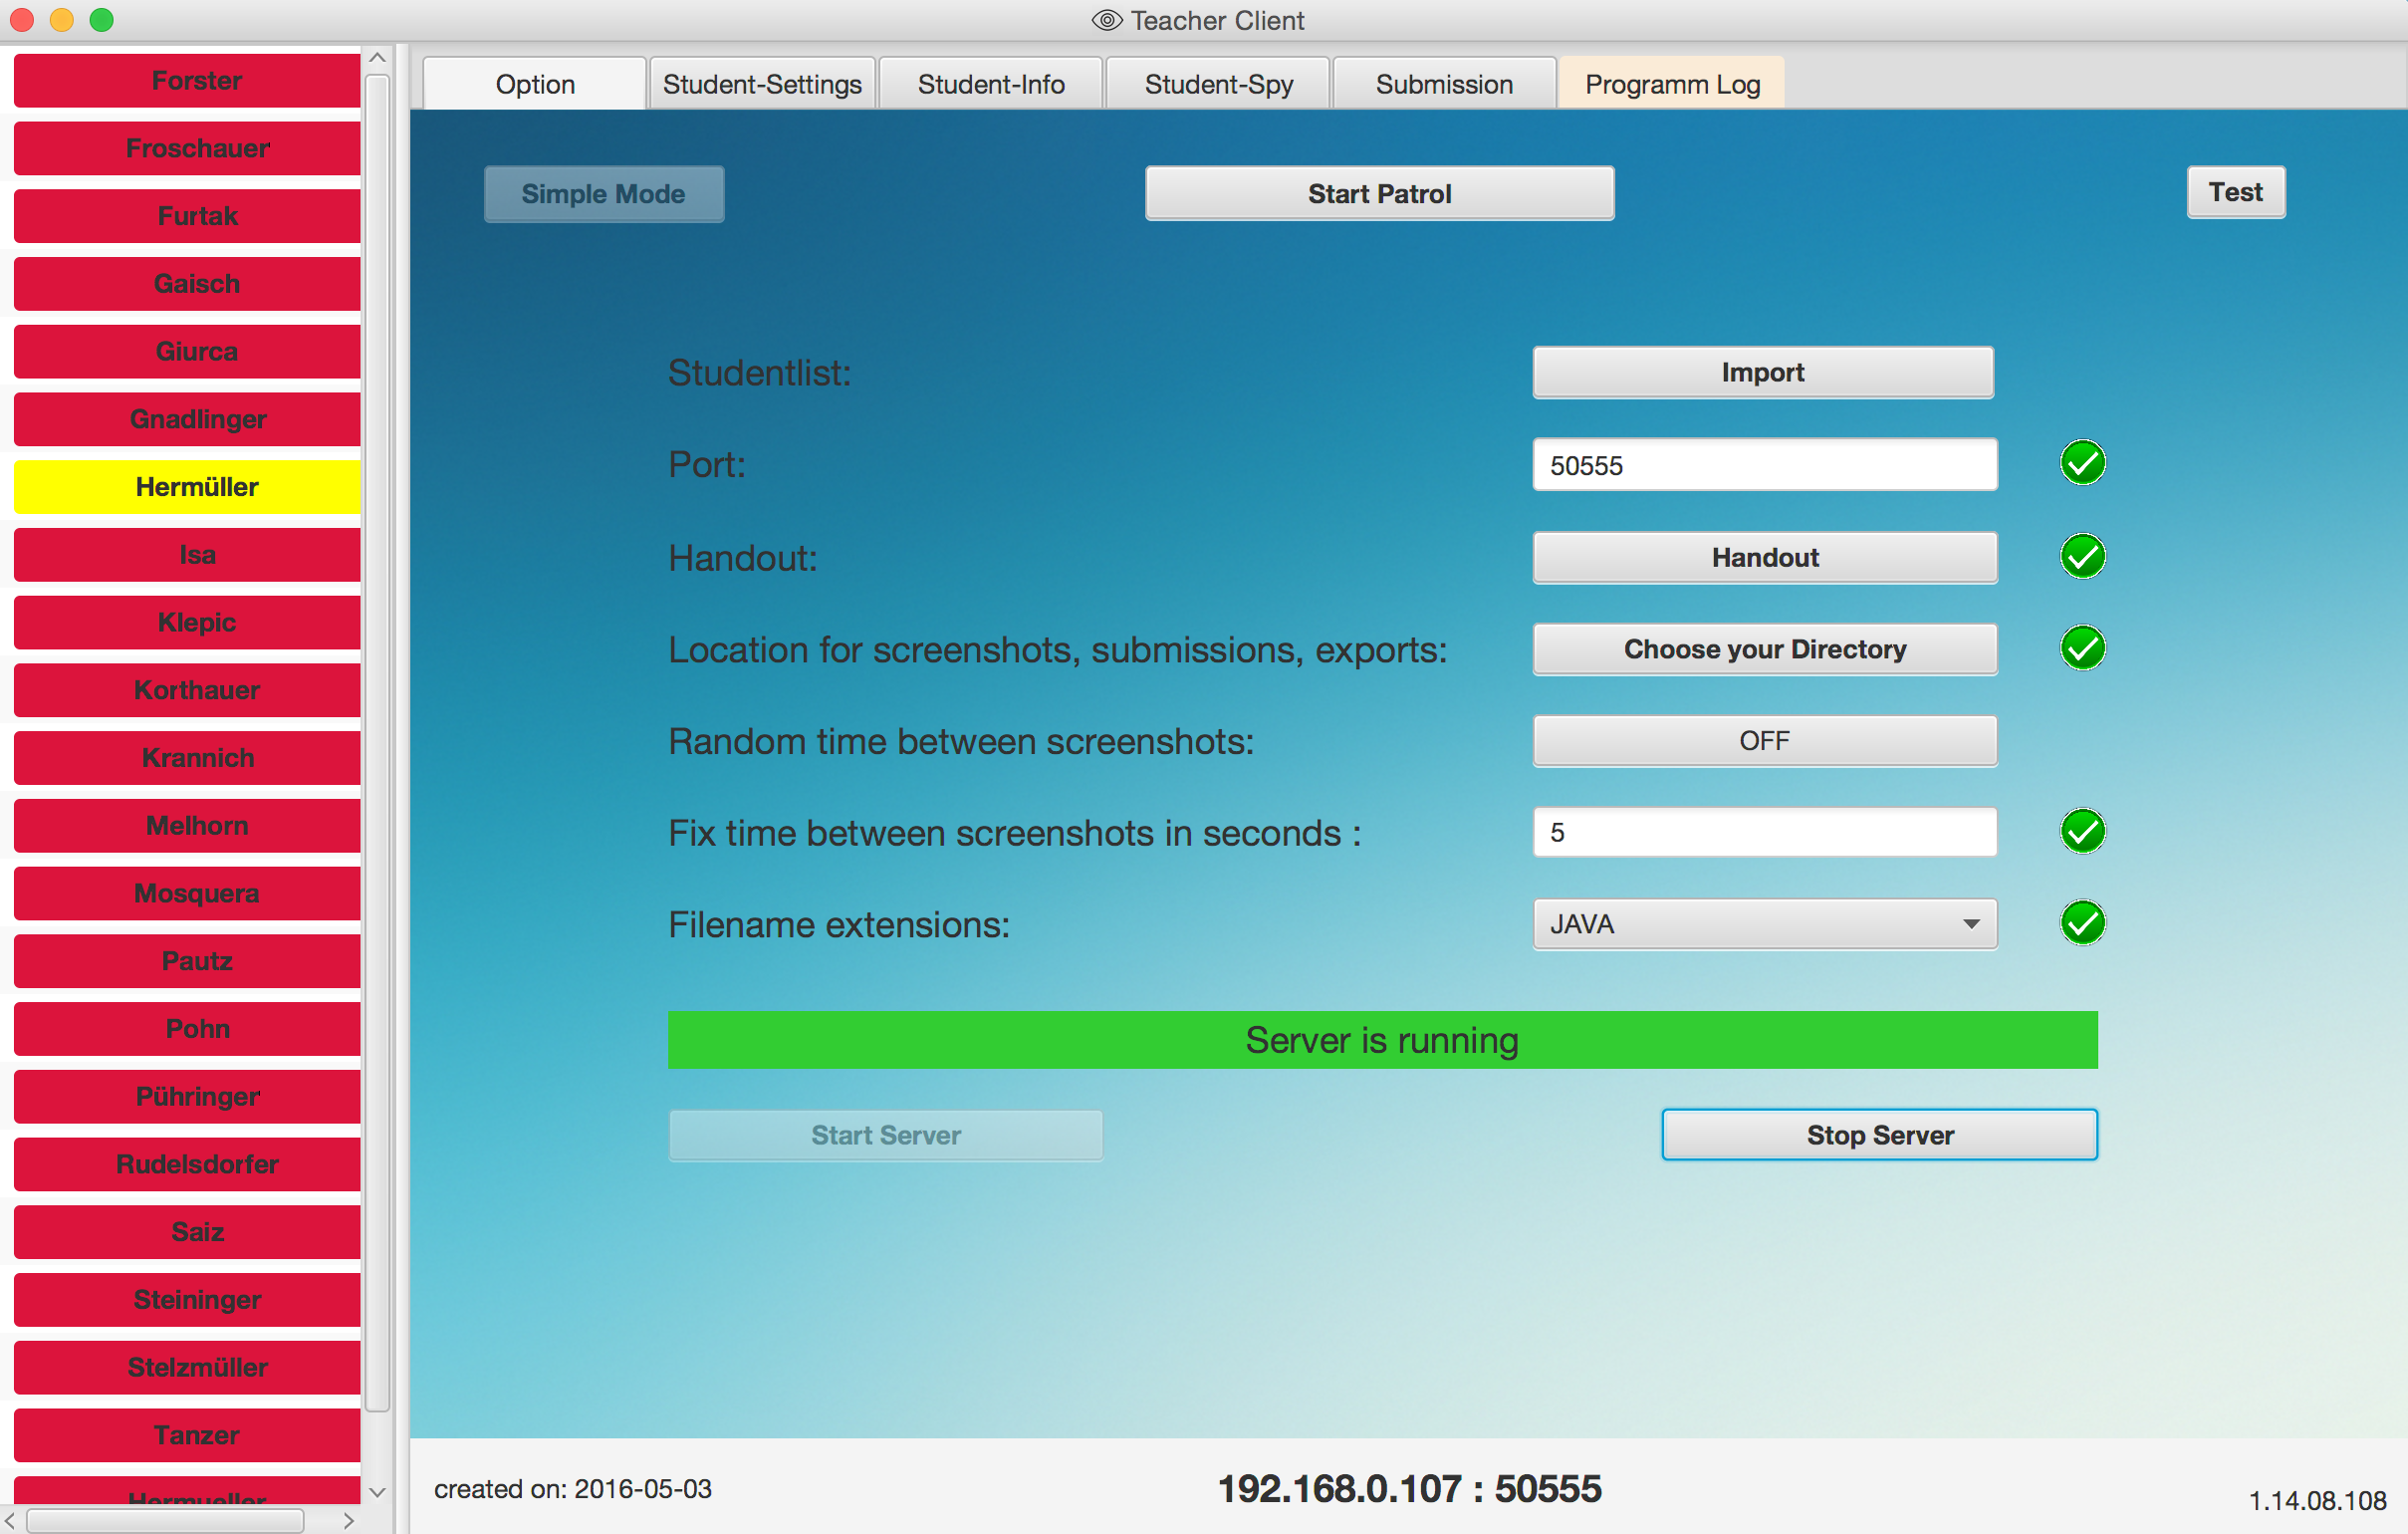 Teacher Client
Forster
Froschauer
Furtak
Gaisch
Giurca
Gnadlinger
Hermüller
Isa
Klepic
Korthauer
Krannich
Melhorn
Mosquera
Pautz
Pohn
Pühringer
Rudelsdorfer
Saiz
Steininger
Stelzmüller
Tanzer
Hermueller
Option Student-Settings Student-Info Student-Spy Submission Programm Log
Simple Mode Start Patrol Test
Studentlist: Import
Port: 50555
Handout: Handout
Location for screenshots, submissions, exports: Choose your Directory
Random time between screenshots: OFF
Fix time between screenshots in seconds : 5
Filename extensions: JAVA
Server is running
Start Server Stop Server
created on: 2016-05-03 192.168.0.107 : 50555 1.14.08.108